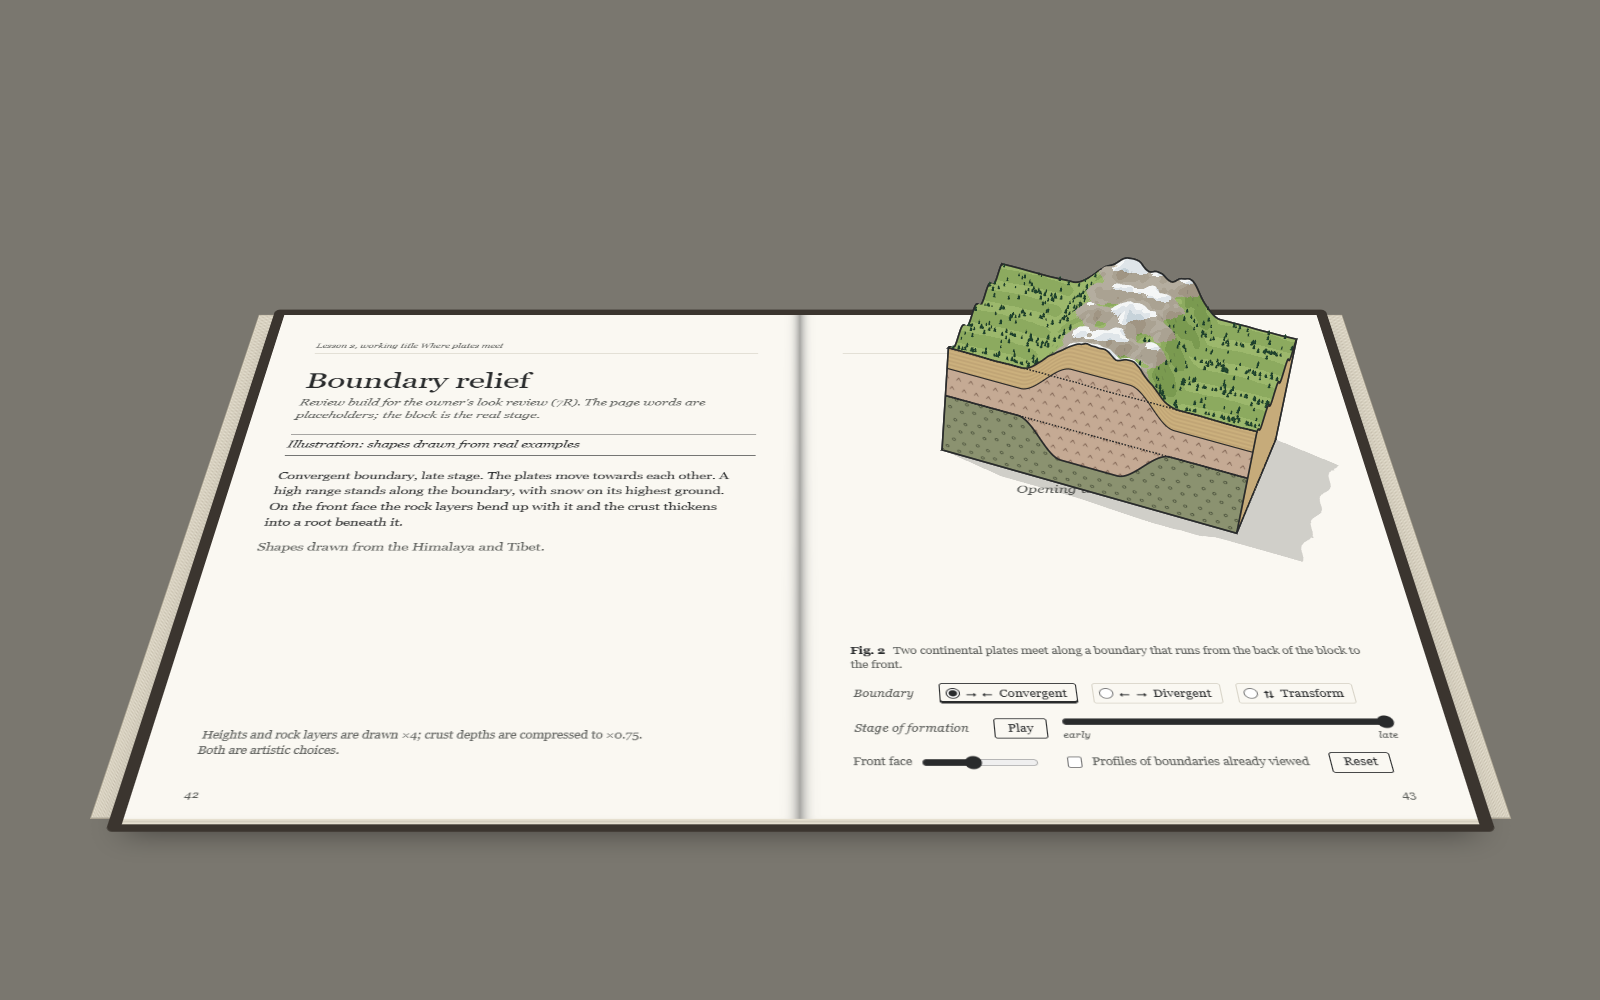 Lesson 2, working title Where plates meet
Boundary relief
Review build for the owner's look review (7R). The page words are
placeholders; the block is the real stage.
Illustration: shapes drawn from real examples
Convergent boundary, late stage. The plates move towards each other. A
high range stands along the boundary, with snow on its highest ground.
On the front face the rock layers bend up with it and the crust thickens
into a root beneath it.
Shapes drawn from the Himalaya and Tibet.
Heights and rock layers are drawn ×4; crust depths are compressed to ×0.75.
Both are artistic choices.
42
Opening
Fig. 2 Two continental plates meet along a boundary that runs from the back of the block to
the front.
Boundary → ← Convergent ← → Divergent ⇅ Transform
Stage of formation Play
early late
Front face Profiles of boundaries already viewed Reset
43